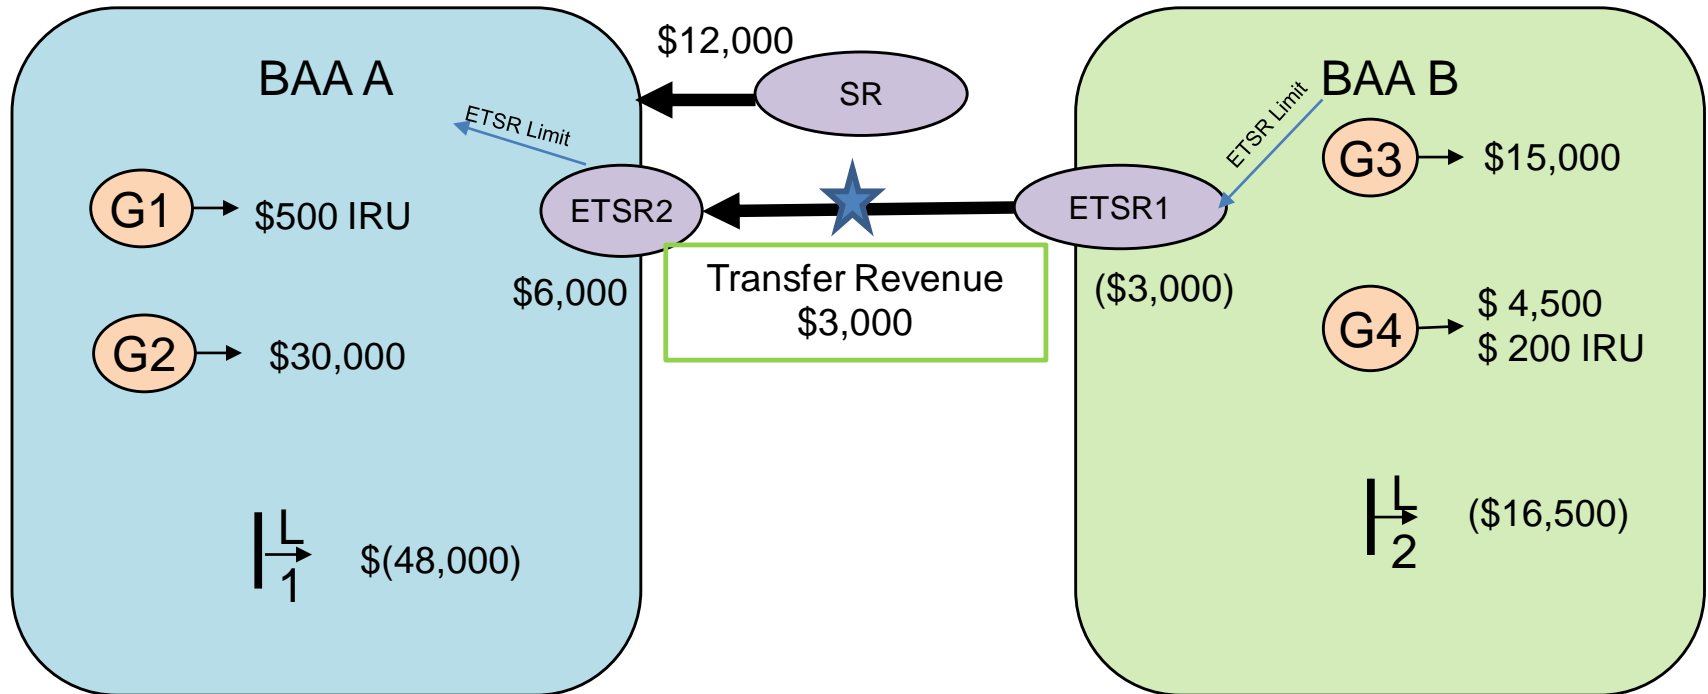 $12,000
BAA A
SR
BAA B
ETSR Limit
ETSR Limit
G3
$15,000
G1
$500 IRU
ETSR2
ETSR1
$6,000
Transfer Revenue
$3,000
($3,000)
G2
$30,000
G4
$ 4,500
$ 200 IRU
L
1
$(48,000)
L
2
($16,500)